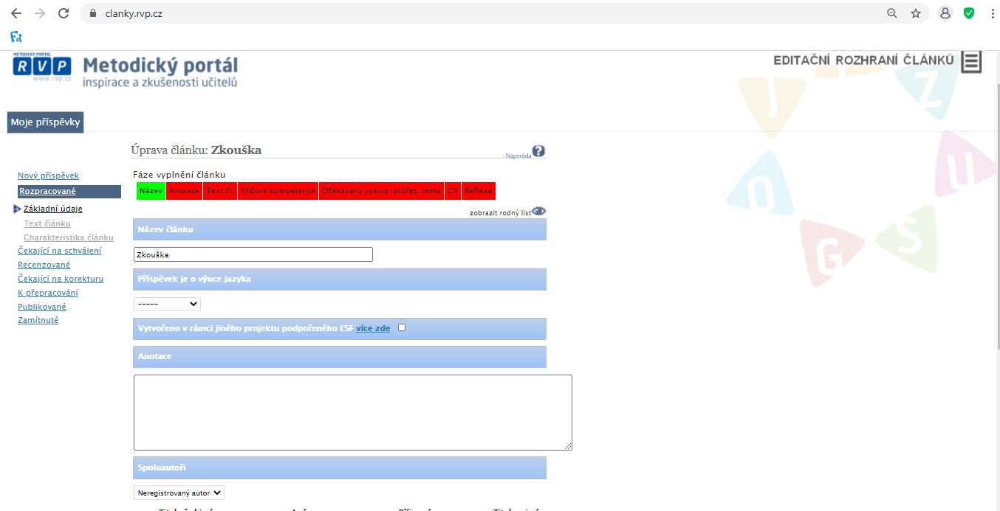 clanky.rvp.cz
METODICKÝ PORTÁL
RVP
www.rvp.cz
Metodický portál
inspirace a zkušenosti učitelů
EDITAČNÍ ROZHRANÍ ČLÁNKŮ
J
Z
U
S
G
Moje příspěvky
Úprava článku: Zkouška
Nápověda
Nový příspěvek
Rozpracované
Základní údaje
Text článku
Charakteristika článku
Čekající na schválení
Recenzované
Čekající na korekturu
K přepracování
Publikované
Zamítnuté
Fáze vyplnění článku
Název Anotace Text čl. Klíčové kompetence Očekávaný výstup/průřez. téma Cíl Reflexe
zobrazit rodný list
Název článku
Zkouška
Příspěvek je o výuce jazyka
-----
Vytvořeno v rámci jiného projektu podpořeného ESF více zde
Anotace
Spoluautoři
Neregistrovaný autor